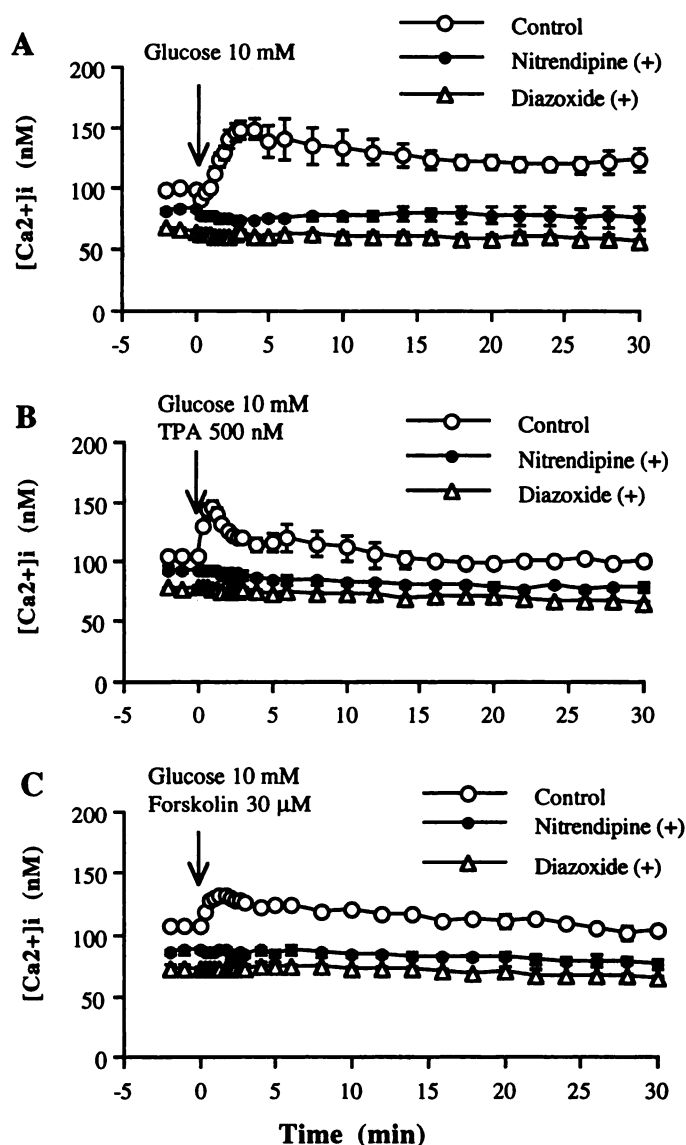 A
Glucose 10 mM
Control
Nitrendipine (+)
Diazoxide (+)
[Ca2+]i (nM)
200
150
100
50
0
-5 0 5 10 15 20 25 30
B
Glucose 10 mM
TPA 500 nM
Control
Nitrendipine (+)
Diazoxide (+)
[Ca2+]i (nM)
200
150
100
50
0
-5 0 5 10 15 20 25 30
C
Glucose 10 mM
Forskolin 30 µM
Control
Nitrendipine (+)
Diazoxide (+)
[Ca2+]i (nM)
200
150
100
50
0
-5 0 5 10 15 20 25 30
Time (min)